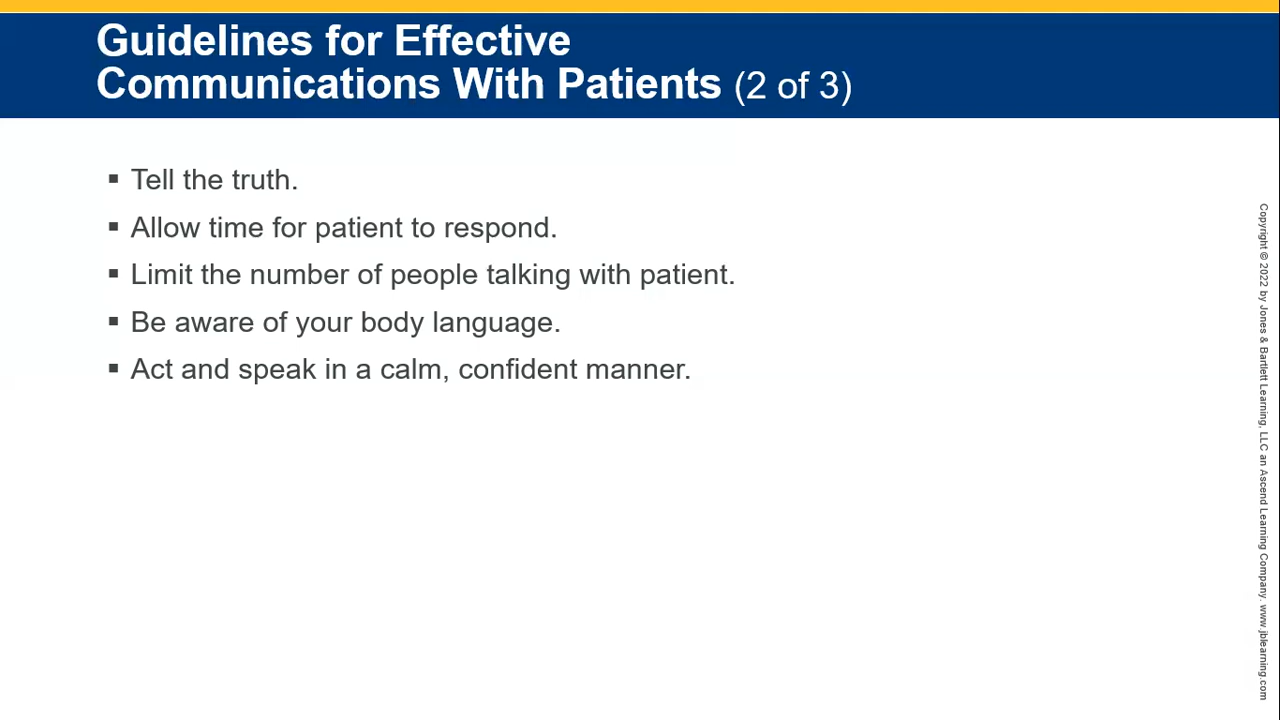 Guidelines for Effective
Communications With Patients (2 of 3)
▪ Tell the truth.
▪ Allow time for patient to respond.
▪ Limit the number of people talking with patient.
▪ Be aware of your body language.
▪ Act and speak in a calm, confident manner.
Copyright © 2022 by Jones & Bartlett Learning, LLC an Ascend Learning Company. www.jblearning.com